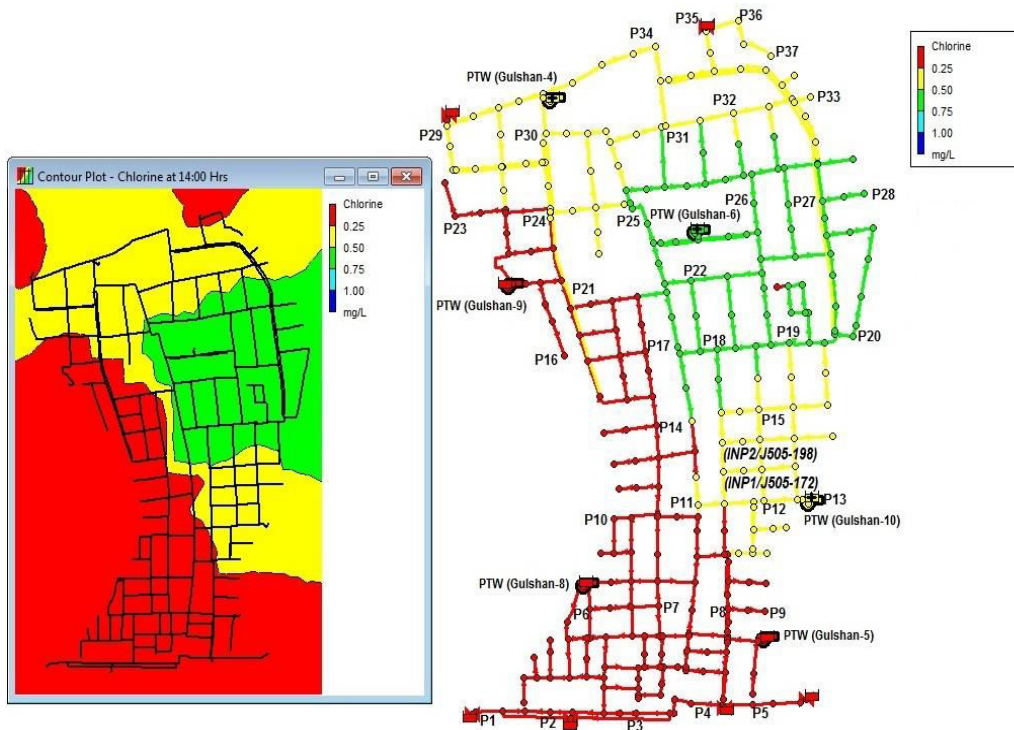 Contour Plot - Chlorine at 14:00 Hrs
Chlorine
0.25
0.50
0.75
1.00
mg/L
P35
P36
P34
P37
PTW (Gulshan-4)
P33
P32
P29
P30
P31
P28
P27
P26
P25
P24
P23
PTW (Gulshan-6)
P22
P21
PTW (Gulshan-9)
P20
P19
P18
P17
P16
P15
P14
(INP2/J505-198)
(INP1/J505-172)
P13
P12
P11
PTW (Gulshan-10)
P10
PTW (Gulshan-8)
P6
P7
P8
P9
PTW (Gulshan-5)
P1
P2
P3
P4
P5
Chlorine
0.25
0.50
0.75
1.00
mg/L